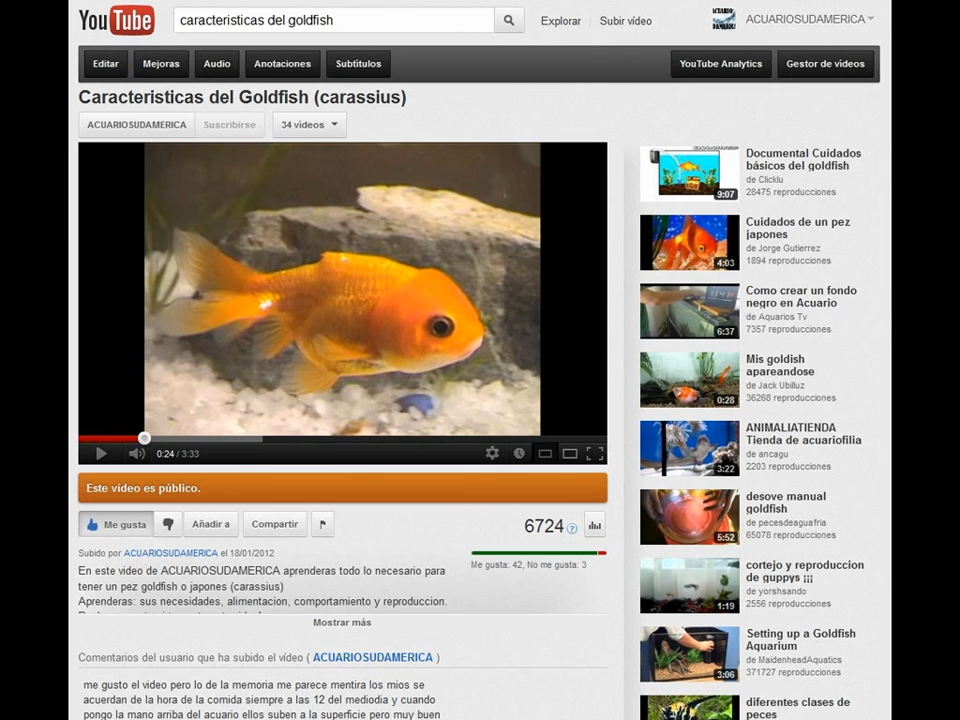 YouTube
caracteristicas del goldfish
Explorar
Subir vídeo
ACUARIO
ACUARIOSUDAMERICA
Editar
Mejoras
Audio
Anotaciones
Subtítulos
YouTube Analytics
Gestor de vídeos
Caracteristicas del Goldfish (carassius)
ACUARIOSUDAMERICA
Suscribirse
34 vídeos
0:24 / 3:33
Este vídeo es público.
Me gusta
Añadir a
Compartir
6724
?
Subido por ACUARIOSUDAMERICA el 18/01/2012
En este video de ACUARIOSUDAMERICA aprenderas todo lo necesario para
tener un pez goldfish o japones (carassius)
Aprenderas: sus necesidades, alimentacion, comportamiento y reproduccion.
Me gusta: 42, No me gusta: 3
Mostrar más
Comentarios del usuario que ha subido el vídeo ( ACUARIOSUDAMERICA )
me gusto el video pero lo de la memoria me parece mentira los mios se
acuerdan de la hora de la comida siempre a las 12 del mediodia y cuando
pongo la mano arriba del acuario ellos suben a la superficie pero muy buen
9:07
Documental Cuidados
básicos del goldfish
de Clicklu
28475 reproducciones
4:03
Cuidados de un pez
japones
de Jorge Gutierrez
1894 reproducciones
6:37
Como crear un fondo
negro en Acuario
de Aquarios Tv
7357 reproducciones
0:28
Mis goldish
apareandose
de Jack Ubilluz
36268 reproducciones
3:22
ANIMALIATIENDA
Tienda de acuariofilia
de ancagu
2203 reproducciones
5:52
desove manual
goldfish
de pecesdeaguafria
65078 reproducciones
1:19
cortejo y reproduccion
de guppys ¡¡¡
de yorshsando
2556 reproducciones
3:06
Setting up a Goldfish
Aquarium
de MaidenheadAquatics
371727 reproducciones
diferentes clases de
peces